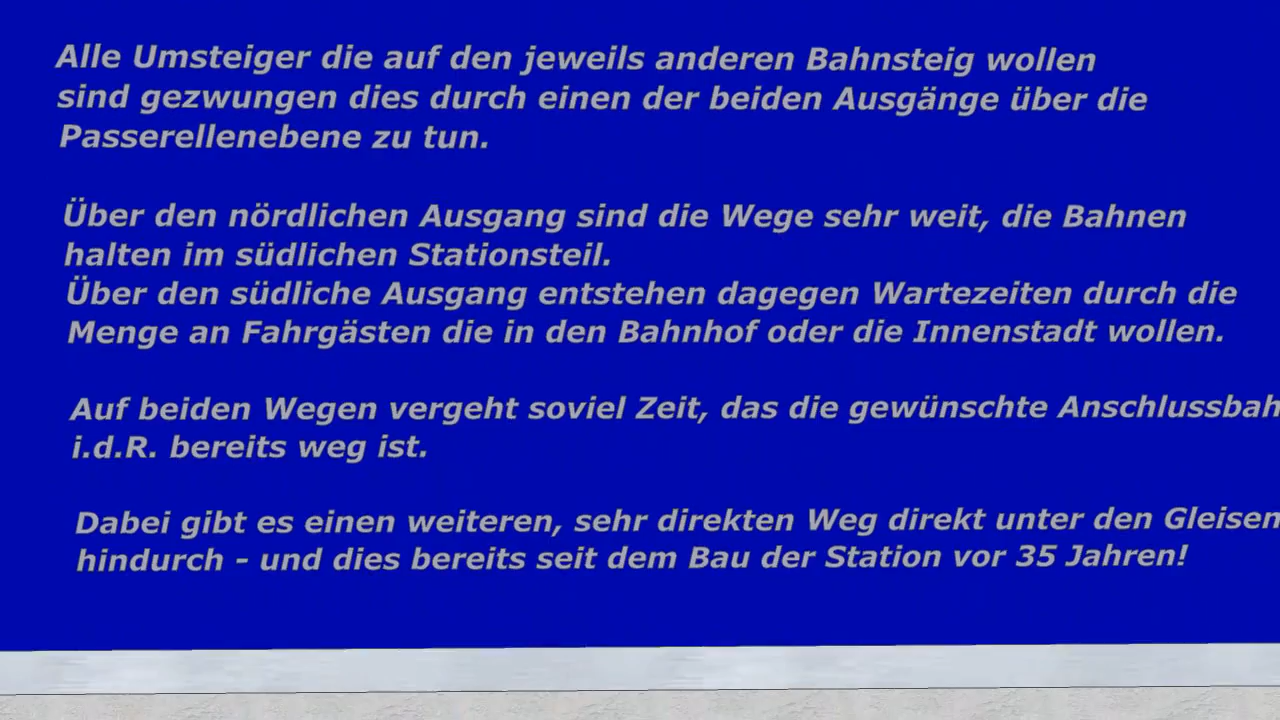 Alle Umsteiger die auf den jeweils anderen Bahnsteig wollen
sind gezwungen dies durch einen der beiden Ausgänge über die
Passerellenebene zu tun.
Über den nördlichen Ausgang sind die Wege sehr weit, die Bahnen
halten im südlichen Stationsteil.
Über den südliche Ausgang entstehen dagegen Wartezeiten durch die
Menge an Fahrgästen die in den Bahnhof oder die Innenstadt wollen.
Auf beiden Wegen vergeht soviel Zeit, das die gewünschte Anschlussbah
i.d.R. bereits weg ist.
Dabei gibt es einen weiteren, sehr direkten Weg direkt unter den Gleisen
hindurch - und dies bereits seit dem Bau der Station vor 35 Jahren!